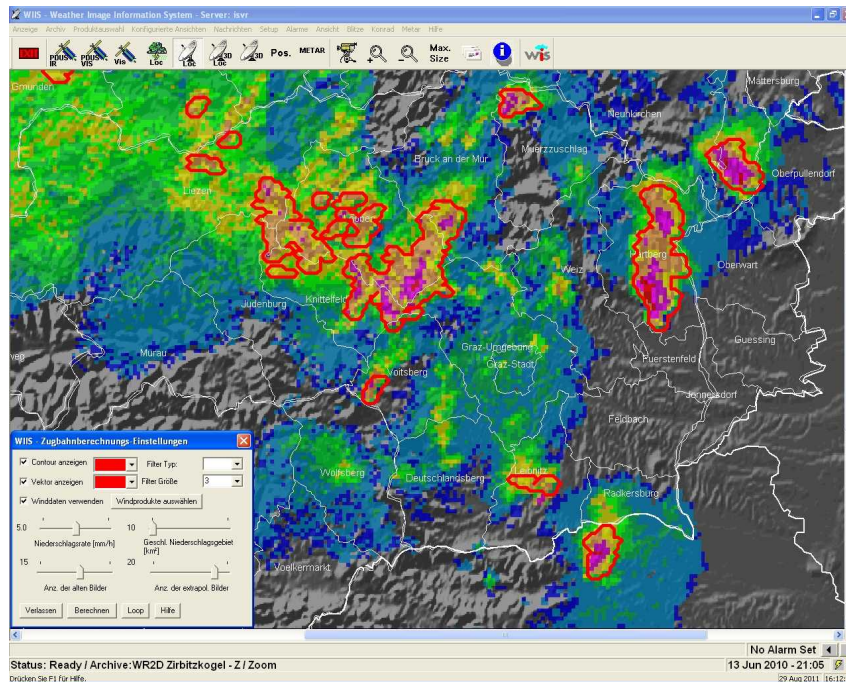 WIIS - Weather Image Information System - Server: isvr
Anzeige Archiv Produktauswahl Konfigurierte Ansichten Nachrichten Setup Alarme Ansicht Blitze Konrad Metar Hilfe
EXIT PDUS IR PDUS VIS Vis Loc Loc 3D Loc 3D Pos. METAR Max. Size wis
Gmunden
Mattersburg
Neunkirchen
Muerzzuschlag
Bruck an der Mur
Oberpullendorf
Liezen
Hartberg
Oberwart
Weiz
Judenburg
Knittelfeld
Guessing
Murau
Graz-Umgebung
Graz-Stadt
Fuerstenfeld
Voitsberg
Jennersdorf
Feldbach
WIIS - Zugbahnberechnungs-Einstellungen
Contour anzeigen Filter Typ:
Vektor anzeigen Filter Größe 3
Winddaten verwenden Windprodukte auswählen
5.0 10
Niederschlagsrate [mm/h] Geschl. Niederschlagsgebiet
[km²]
15 20
Anz. der alten Bilder Anz. der extrapol. Bilder
Verlassen Berechnen Loop Hilfe
Wolfsberg
Deutschlandsberg
Leibnitz
Radkersburg
Voelkermarkt
No Alarm Set
Status: Ready / Archive:WR2D Zirbitzkogel - Z / Zoom 13 Jun 2010 - 21:05
Drücken Sie F1 für Hilfe. 29 Aug 2011 16:12: